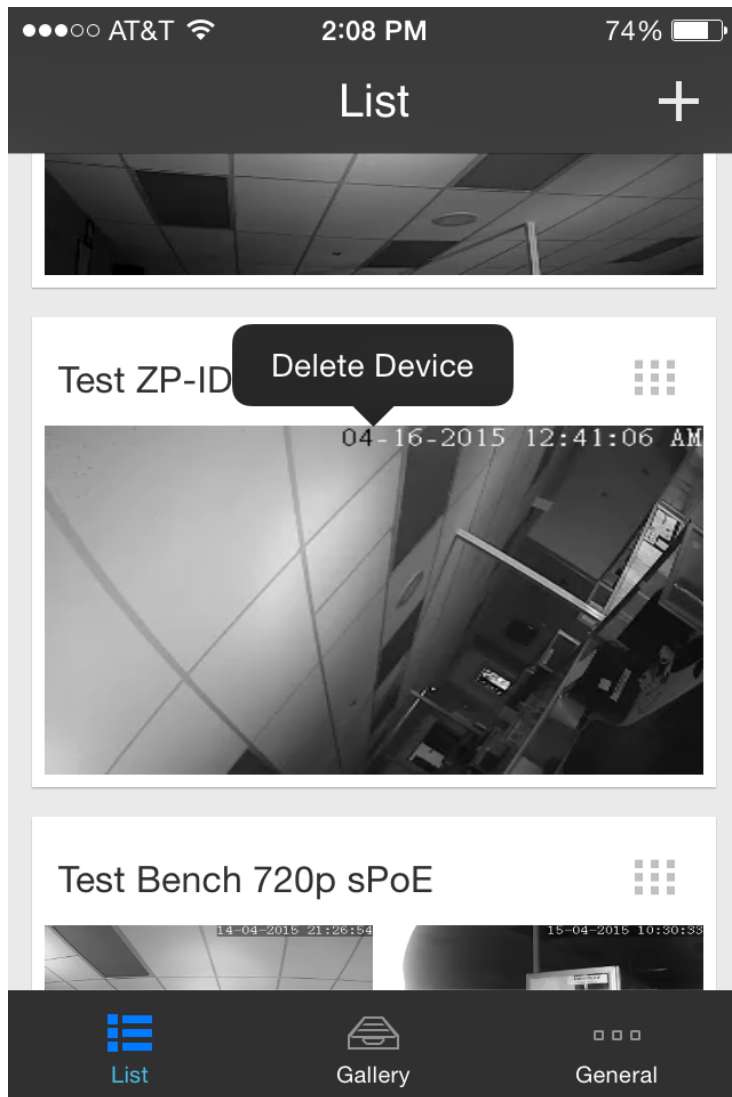 AT&T 2:08 PM 74%
List
Delete Device
Test ZP-ID
04-16-2015 12:41:06 AM
Test Bench 720p sPoE
14-04-2015 21:26:54 15-04-2015 10:30:33
List Gallery General